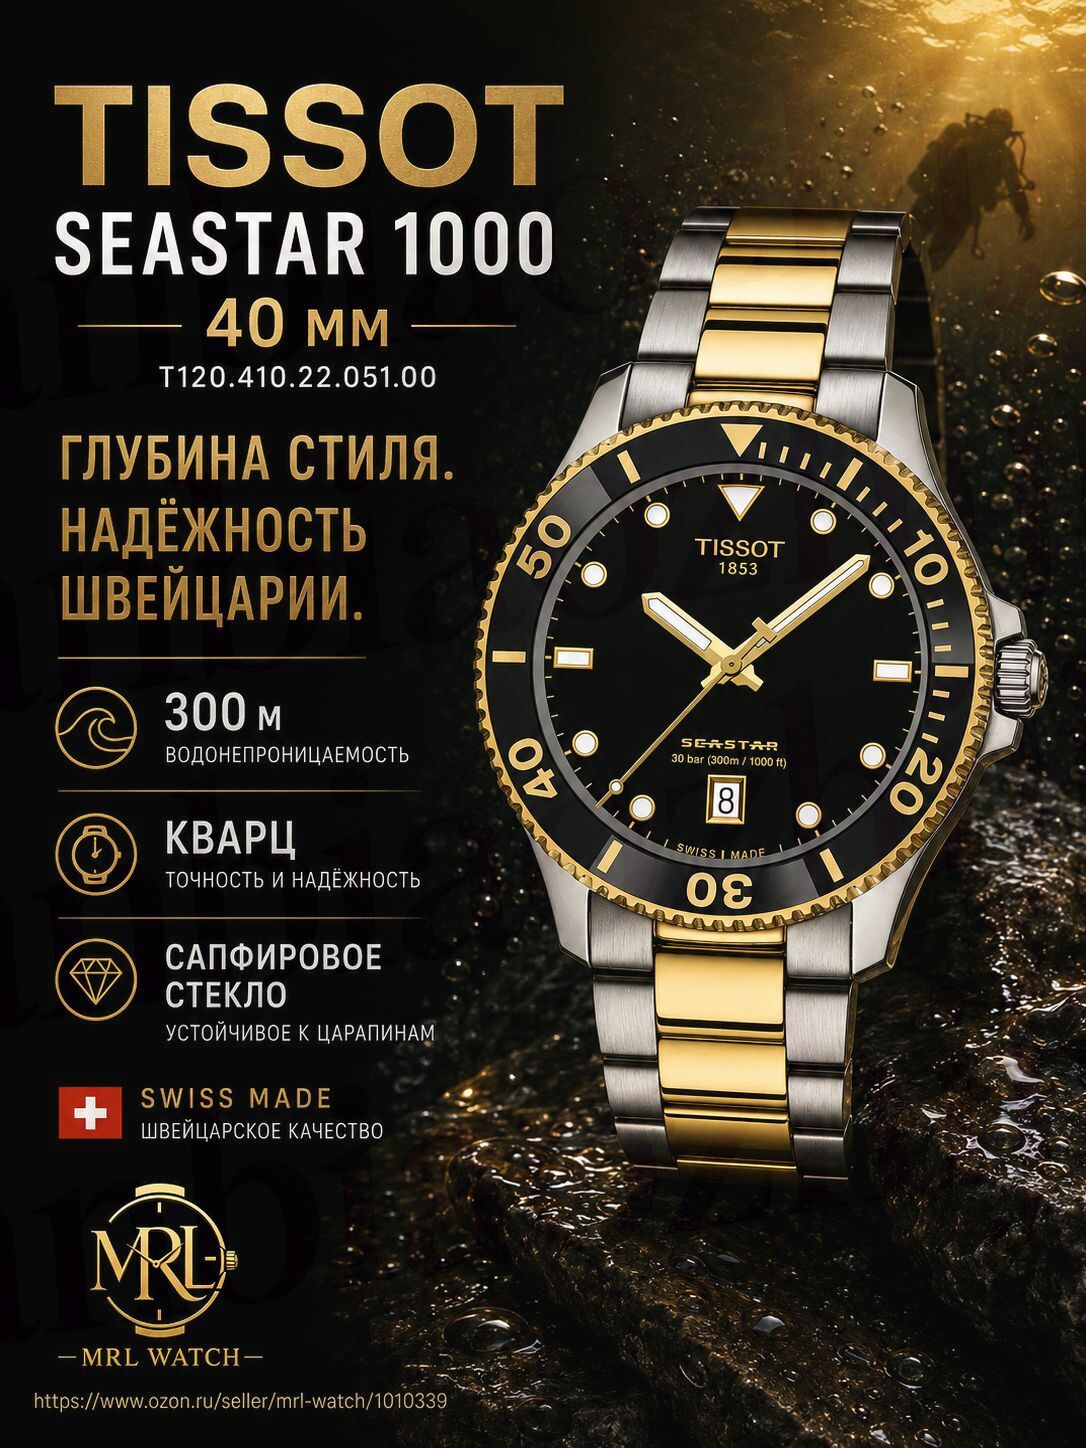 TISSOT
SEASTAR 1000
40 мм
T120.410.22.051.00
ГЛУБИНА СТИЛЯ.
НАДЁЖНОСТЬ
ШВЕЙЦАРИИ.
300 м
ВОДОНЕПРОНИЦАЕМОСТЬ
КВАРЦ
ТОЧНОСТЬ И НАДЁЖНОСТЬ
САПФИРОВОЕ
СТЕКЛО
УСТОЙЧИВОЕ К ЦАРАПИНАМ
SWISS MADE
ШВЕЙЦАРСКОЕ КАЧЕСТВО
MRL
MRL WATCH
https://www.ozon.ru/seller/mrl-watch/1010339
10
20
30
40
50
TISSOT
1853
SEASTAR
30 bar (300m / 1000 ft)
8
SWISS MADE